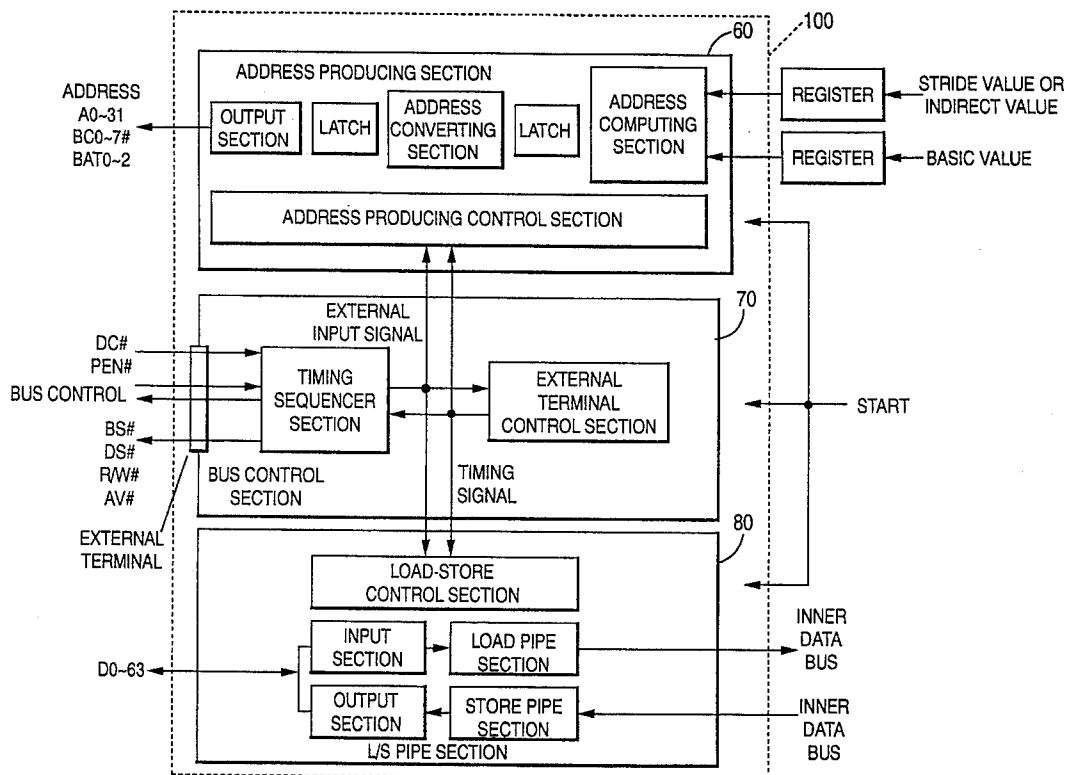 60
100
ADDRESS PRODUCING SECTION
ADDRESS
A0~31
BC0~7#
BAT0~2
OUTPUT
SECTION
LATCH
ADDRESS
CONVERTING
SECTION
LATCH
ADDRESS
COMPUTING
SECTION
REGISTER
STRIDE VALUE OR
INDIRECT VALUE
REGISTER
BASIC VALUE
ADDRESS PRODUCING CONTROL SECTION
70
EXTERNAL
INPUT SIGNAL
DC#
PEN#
BUS CONTROL
BS#
DS#
R/W#
AV#
TIMING
SEQUENCER
SECTION
EXTERNAL
TERMINAL
CONTROL SECTION
START
BUS CONTROL
SECTION
TIMING
SIGNAL
EXTERNAL
TERMINAL
80
LOAD-STORE
CONTROL SECTION
INPUT
SECTION
LOAD PIPE
SECTION
INNER
DATA
BUS
D0~63
OUTPUT
SECTION
STORE PIPE
SECTION
INNER
DATA
BUS
L/S PIPE SECTION